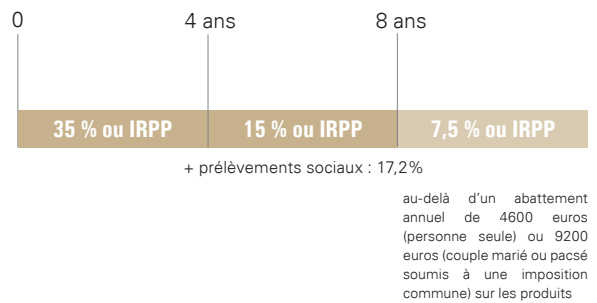 0 4 ans 8 ans
35 % ou IRPP 15 % ou IRPP 7,5 % ou IRPP
+ prélèvements sociaux : 17,2%
au-delà d'un abattement
annuel de 4600 euros
(personne seule) ou 9200
euros (couple marié ou pacsé
soumis à une imposition
commune) sur les produits